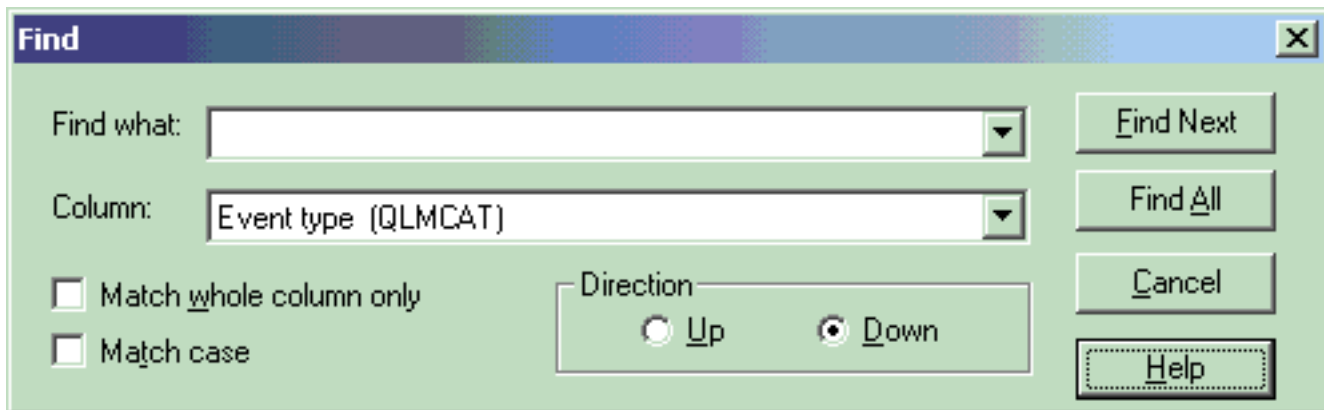 Find
Find what:
Find Next
Column:
Event type  (QLMCAT)
Find All
Match whole column only
Direction
Cancel
Up
Down
Match case
Help